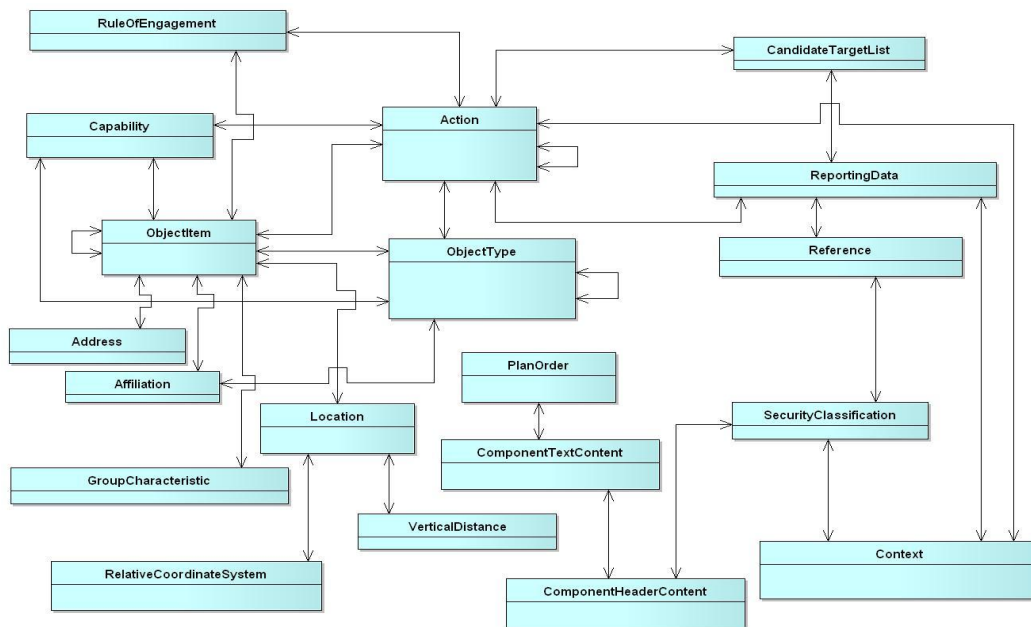 RuleOfEngagement
CandidateTargetList
Action
Capability
ReportingData
ObjectItem
ObjectType
Reference
Address
PlanOrder
Affiliation
Location
SecurityClassification
ComponentTextContent
GroupCharacteristic
VerticalDistance
Context
RelativeCoordinateSystem
ComponentHeaderContent